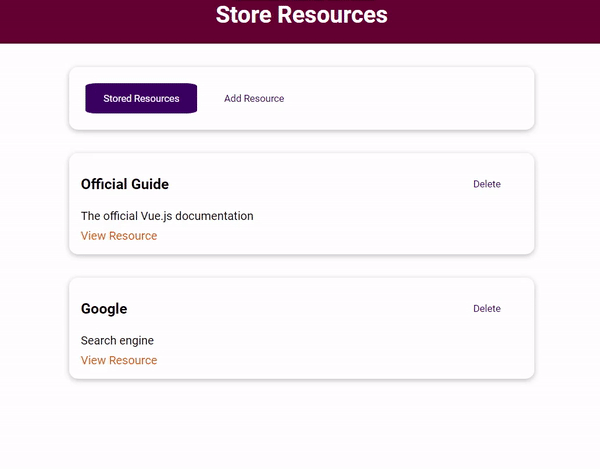 Store Resources
Stored Resources Add Resource
Official Guide Delete
The official Vue.js documentation
View Resource
Google Delete
Search engine
View Resource